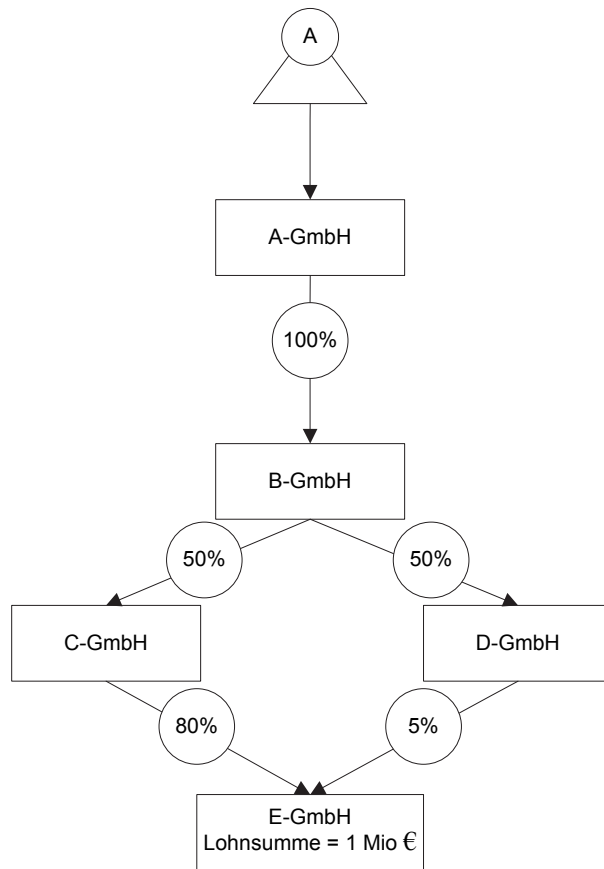 A
A-GmbH
100%
B-GmbH
50%
50%
C-GmbH
D-GmbH
80%
5%
E-GmbH
Lohnsumme = 1 Mio €